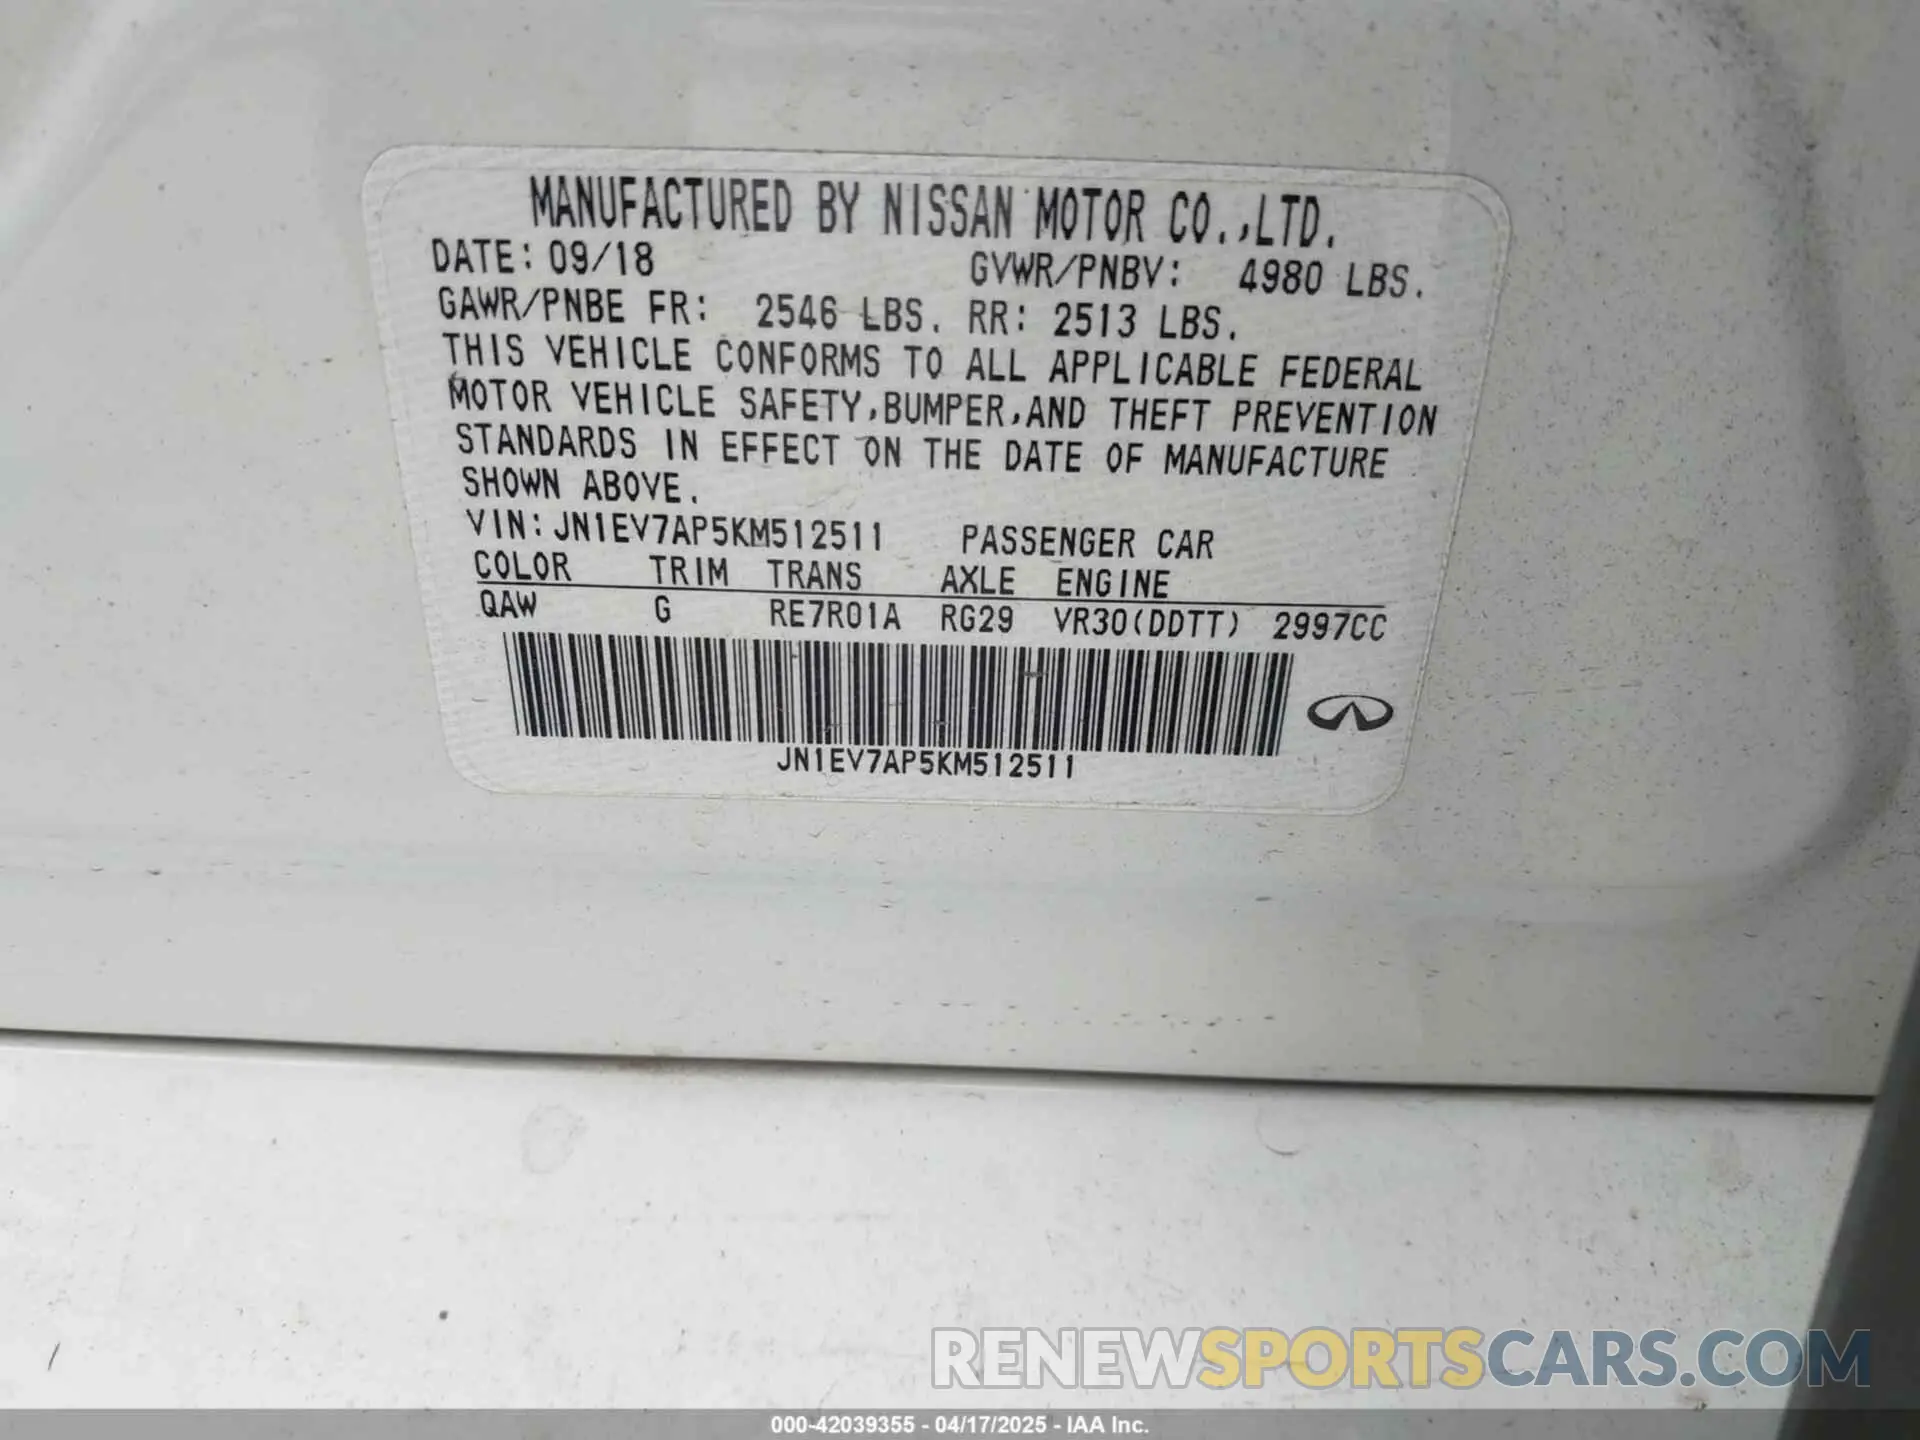 MANUFACTURED BY NISSAN MOTOR CO.,LTD.
DATE: 09/18 GVWR/PNBV: 4980 LBS.
GAWR/PNBE FR: 2546 LBS. RR: 2513 LBS.
THIS VEHICLE CONFORMS TO ALL APPLICABLE FEDERAL
MOTOR VEHICLE SAFETY,BUMPER,AND THEFT PREVENTION
STANDARDS IN EFFECT ON THE DATE OF MANUFACTURE
SHOWN ABOVE.
VIN: JN1EV7AP5KM512511 PASSENGER CAR
COLOR TRIM TRANS AXLE ENGINE
QAW G RE7R01A RG29 VR30(DDTT) 2997CC
JN1EV7AP5KM512511
RENEWSPORTSCARS.COM
000-42039355 - 04/17/2025 - IAA Inc.